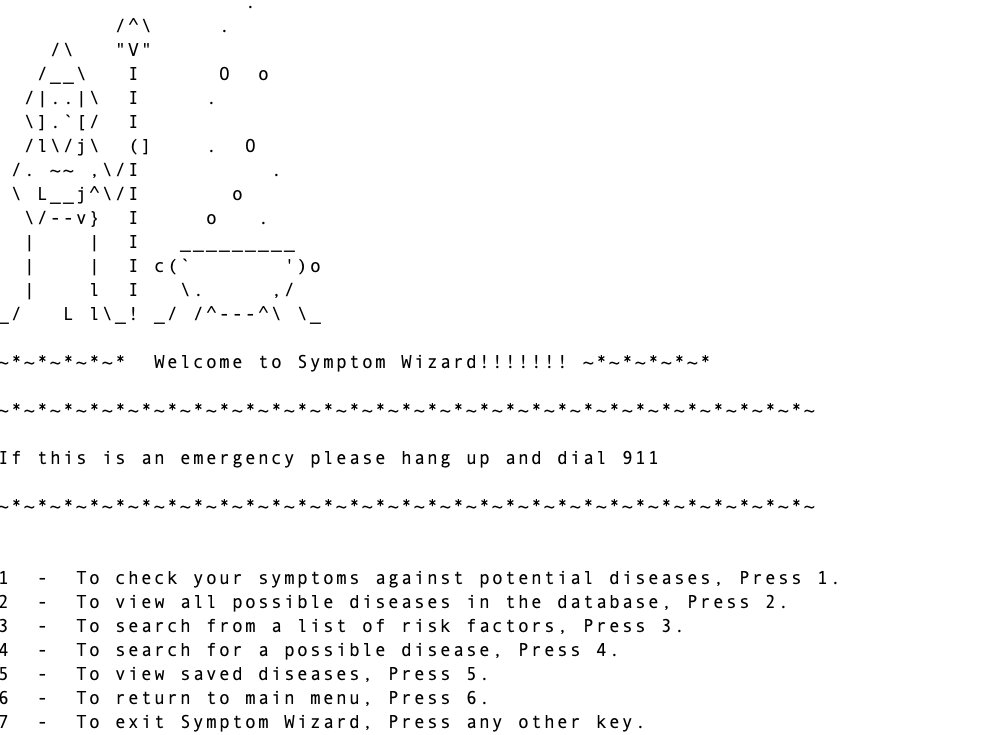 ~*~*~*~*~*  Welcome to Symptom Wizard!!!!!!! ~*~*~*~*~*
~*~*~*~*~*~*~*~*~*~*~*~*~*~*~*~*~*~*~*~*~*~*~*~*~*~*~*~*~*~*~*~
If this is an emergency please hang up and dial 911
~*~*~*~*~*~*~*~*~*~*~*~*~*~*~*~*~*~*~*~*~*~*~*~*~*~*~*~*~*~*~*~
1  -  To check your symptoms against potential diseases, Press 1.
2  -  To view all possible diseases in the database, Press 2.
3  -  To search from a list of risk factors, Press 3.
4  -  To search for a possible disease, Press 4.
5  -  To view saved diseases, Press 5.
6  -  To return to main menu, Press 6.
7  -  To exit Symptom Wizard, Press any other key.